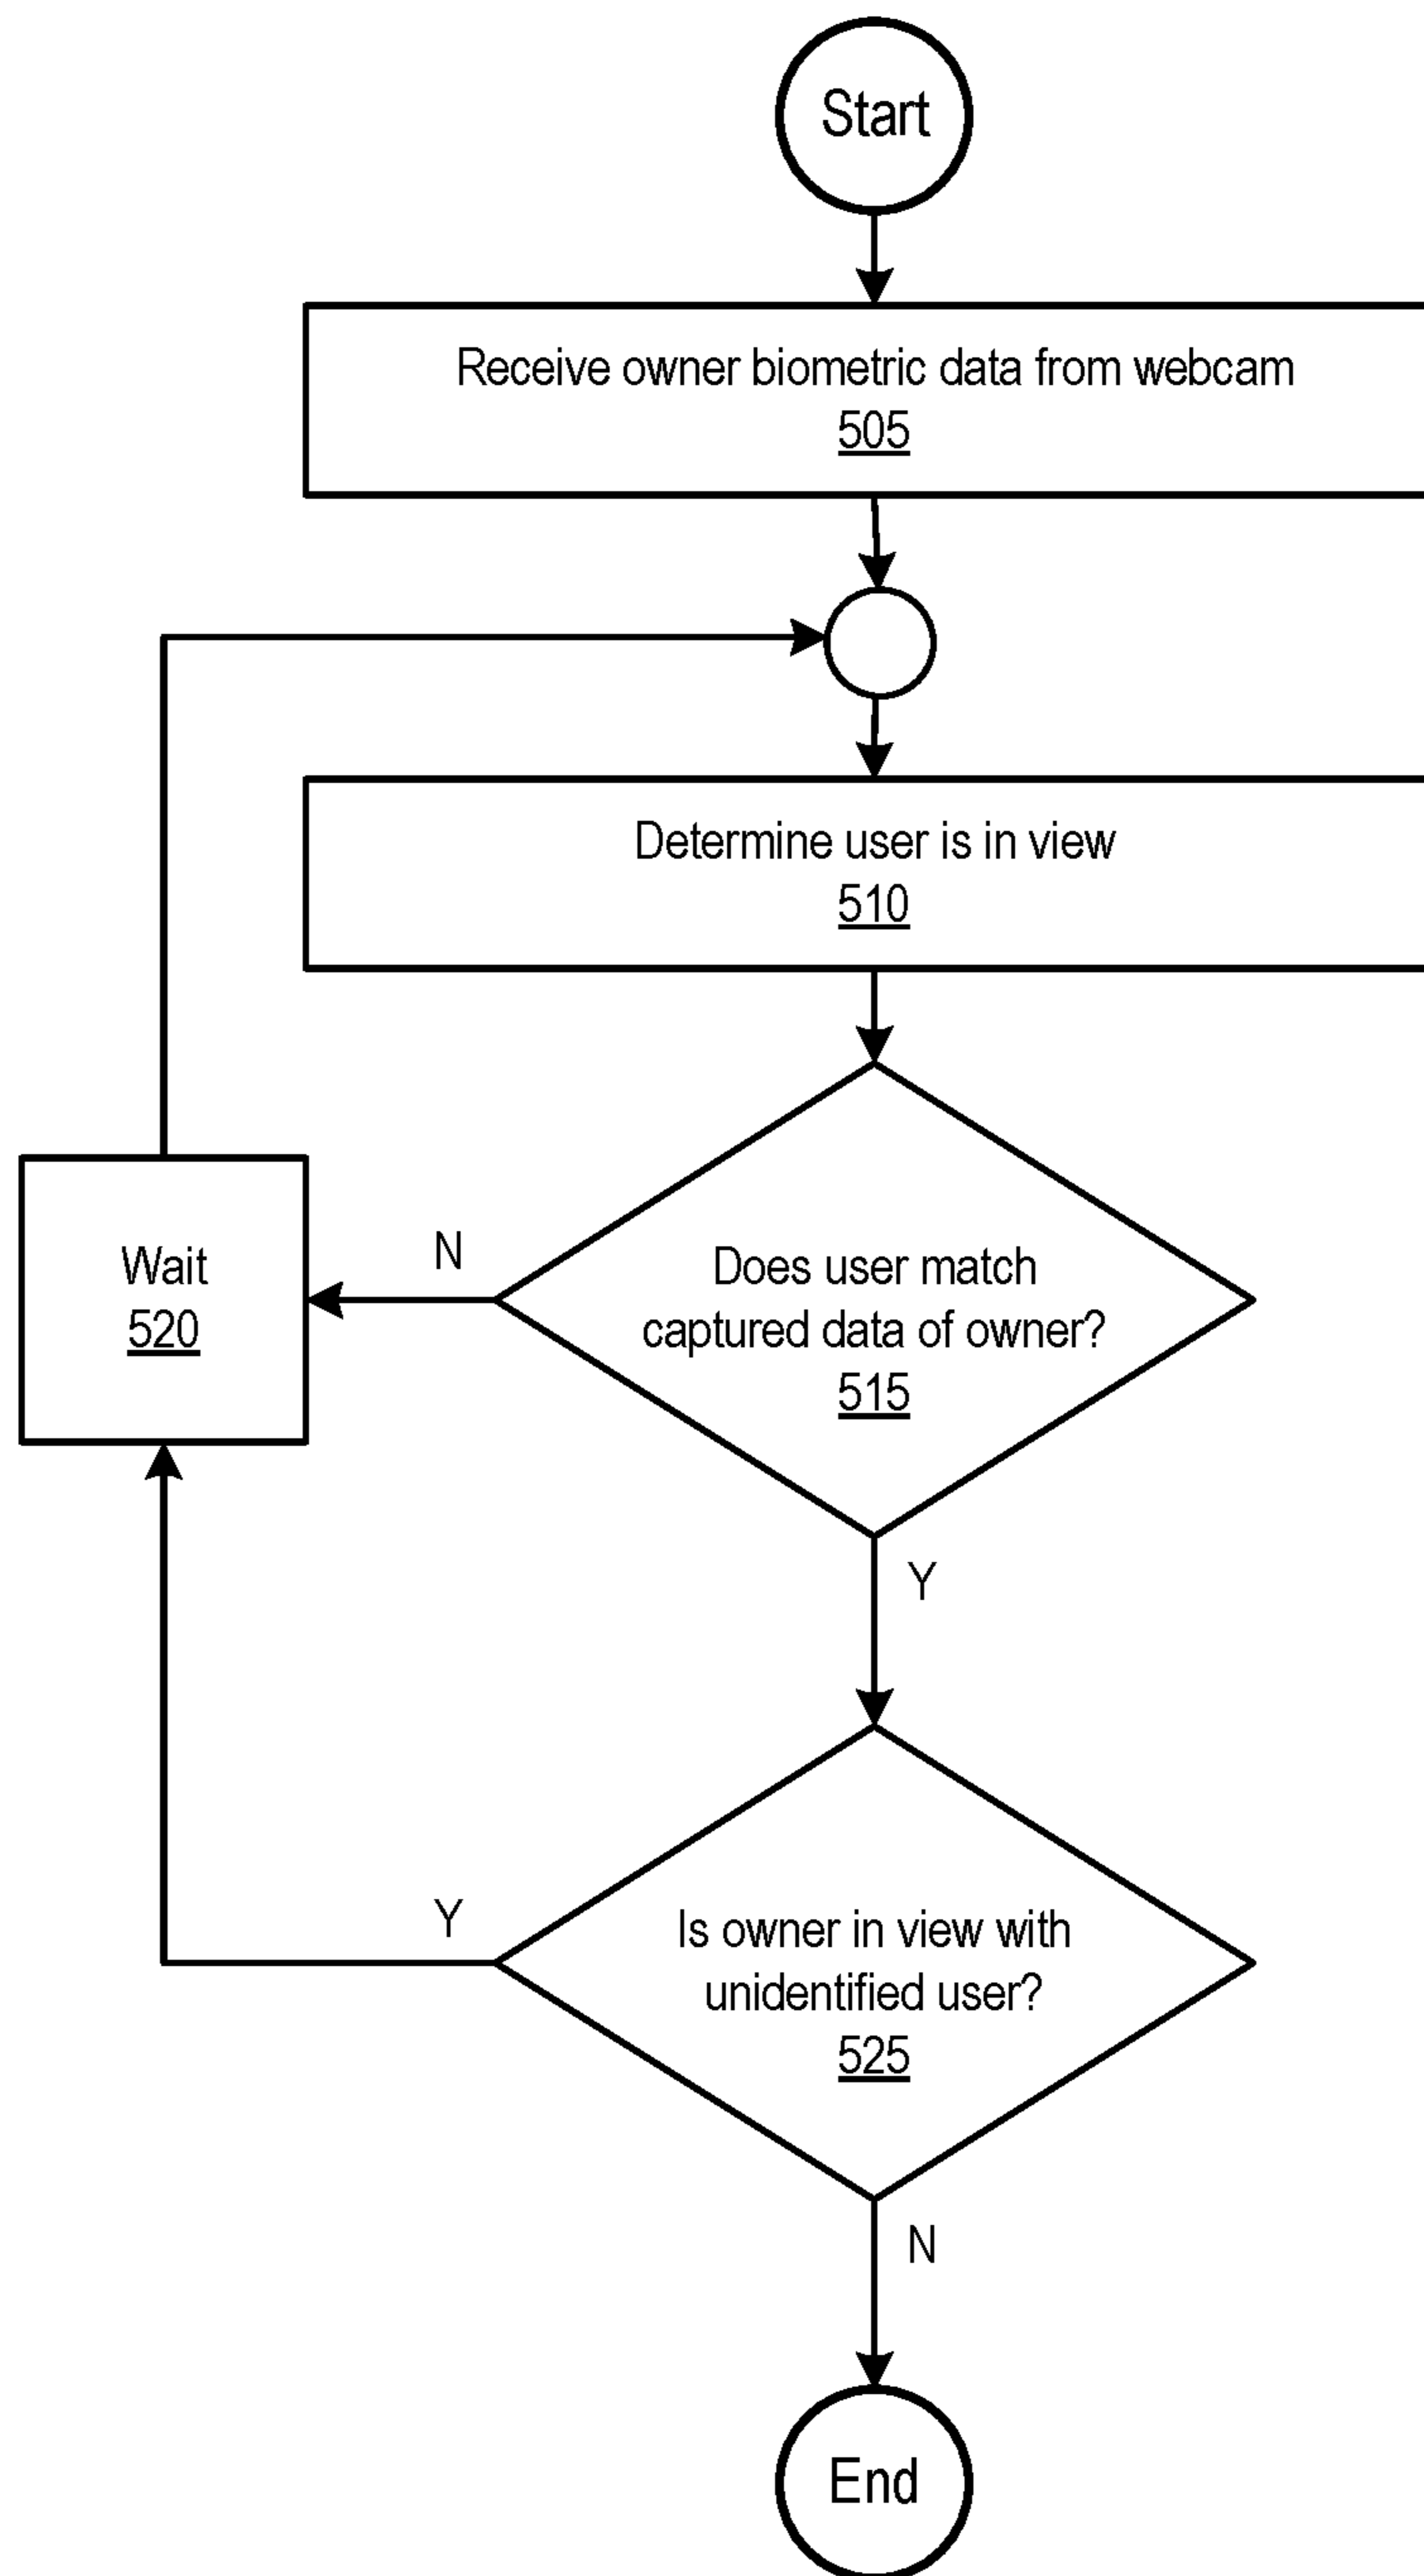 Start
Receive owner biometric data from webcam
505
Determine user is in view
510
Wait
520
N
Does user match
captured data of owner?
515
Y
Y
Is owner in view with
unidentified user?
525
N
End